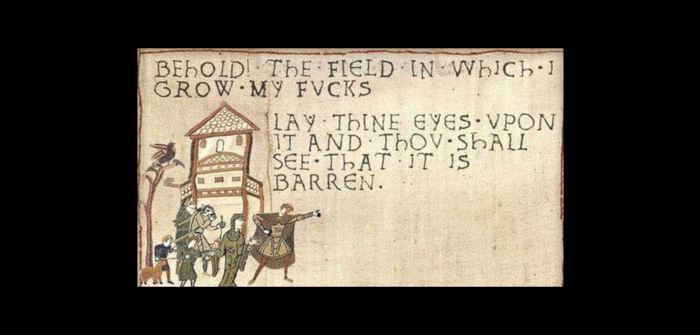 BEHOLD! · THE · FIELD · IN · WHICH · I
GROW · MY FVCKS
LAY · THINE EYES · VPON
IT AND · THOV · SHALL
SEE · THAT · IT IS
BARREN.